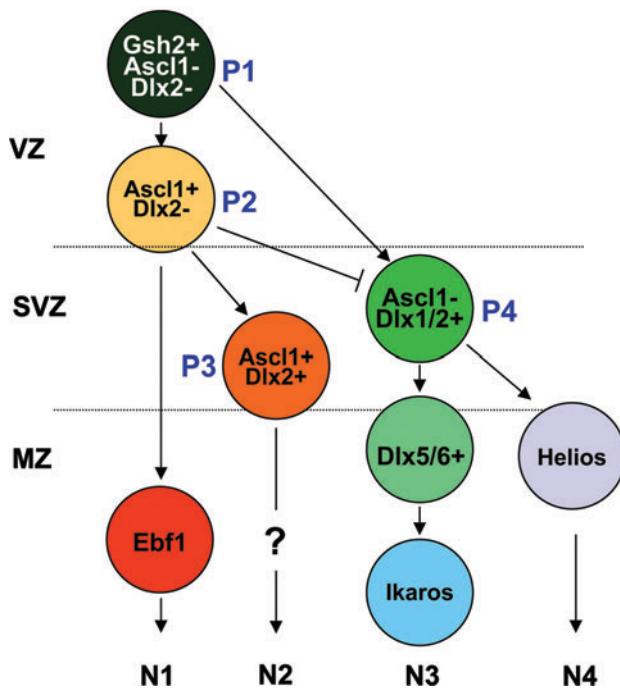 Gsh2+
Ascl1-
Dlx2-
P1
VZ
Ascl1+
Dlx2-
P2
SVZ
Ascl1-
Dlx1/2+
P4
P3
Ascl1+
Dlx2+
MZ
Dlx5/6+
Helios
Ebf1
?
Ikaros
N1 N2 N3 N4